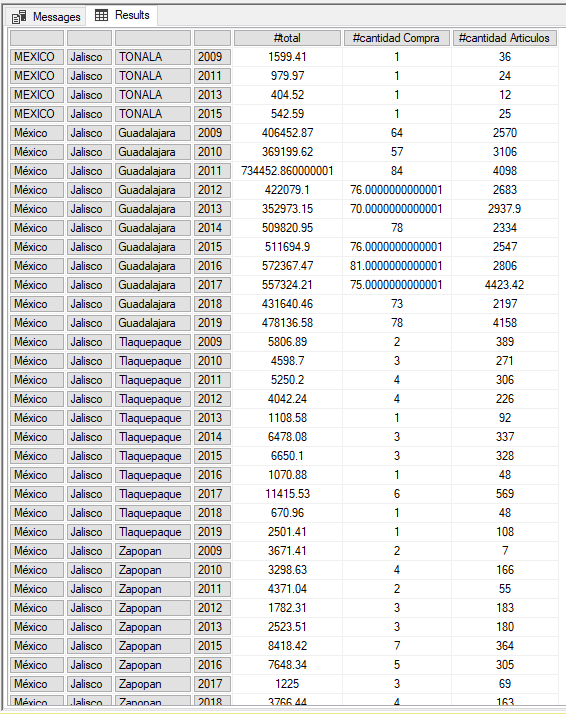 Messages Results
#total #cantidad Compra #cantidad Articulos
MEXICO Jalisco TONALA 2009 1599.41 1 36
MEXICO Jalisco TONALA 2011 979.97 1 24
MEXICO Jalisco TONALA 2013 404.52 1 12
MEXICO Jalisco TONALA 2015 542.59 1 25
México Jalisco Guadalajara 2009 406452.87 64 2570
México Jalisco Guadalajara 2010 369199.62 57 3106
México Jalisco Guadalajara 2011 734452.860000001 84 4098
México Jalisco Guadalajara 2012 422079.1 76.0000000000001 2683
México Jalisco Guadalajara 2013 352973.15 70.0000000000001 2937.9
México Jalisco Guadalajara 2014 509820.95 78 2334
México Jalisco Guadalajara 2015 511694.9 76.0000000000001 2547
México Jalisco Guadalajara 2016 572367.47 81.0000000000001 2806
México Jalisco Guadalajara 2017 557324.21 75.0000000000001 4423.42
México Jalisco Guadalajara 2018 431640.46 73 2197
México Jalisco Guadalajara 2019 478136.58 78 4158
México Jalisco Tlaquepaque 2009 5806.89 2 389
México Jalisco Tlaquepaque 2010 4598.7 3 271
México Jalisco Tlaquepaque 2011 5250.2 4 306
México Jalisco Tlaquepaque 2012 4042.24 4 226
México Jalisco Tlaquepaque 2013 1108.58 1 92
México Jalisco Tlaquepaque 2014 6478.08 3 337
México Jalisco Tlaquepaque 2015 6650.1 3 328
México Jalisco Tlaquepaque 2016 1070.88 1 48
México Jalisco Tlaquepaque 2017 11415.53 6 569
México Jalisco Tlaquepaque 2018 670.96 1 48
México Jalisco Tlaquepaque 2019 2501.41 1 108
México Jalisco Zapopan 2009 3671.41 2 7
México Jalisco Zapopan 2010 3298.63 4 166
México Jalisco Zapopan 2011 4371.04 2 55
México Jalisco Zapopan 2012 1782.31 3 183
México Jalisco Zapopan 2013 2523.51 3 180
México Jalisco Zapopan 2015 8418.42 7 364
México Jalisco Zapopan 2016 7648.34 5 305
México Jalisco Zapopan 2017 1225 3 69
México Jalisco Zapopan 2018 3766.44 4 163